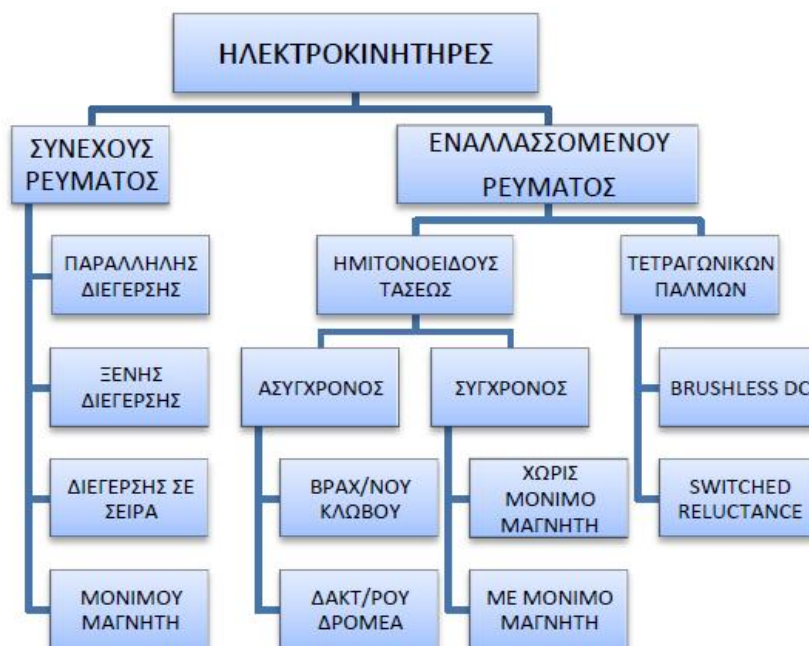 ΗΛΕΚΤΡΟΚΙΝΗΤΗΡΕΣ
ΣΥΝΕΧΟΥΣ
ΡΕΥΜΑΤΟΣ
ΕΝΑΛΛΑΣΣΟΜΕΝΟΥ
ΡΕΥΜΑΤΟΣ
ΠΑΡΑΛΛΗΛΗΣ
ΔΙΕΓΕΡΣΗΣ
ΞΕΝΗΣ
ΔΙΕΓΕΡΣΗΣ
ΔΙΕΓΕΡΣΗΣ ΣΕ
ΣΕΙΡΑ
ΜΟΝΙΜΟΥ
ΜΑΓΝΗΤΗ
ΗΜΙΤΟΝΟΕΙΔΟΥΣ
ΤΑΣΕΩΣ
ΑΣΥΓΧΡΟΝΟΣ
ΒΡΑΧ/ΝΟΥ
ΚΛΩΒΟΥ
ΔΑΚΤ/ΡΟΥ
ΔΡΟΜΕΑ
ΣΥΓΧΡΟΝΟΣ
ΧΩΡΙΣ
ΜΟΝΙΜΟ
ΜΑΓΝΗΤΗ
ΜΕ ΜΟΝΙΜΟ
ΜΑΓΝΗΤΗ
ΤΕΤΡΑΓΩΝΙΚΩΝ
ΠΑΛΜΩΝ
BRUSHLESS DC
SWITCHED
RELUCTANCE